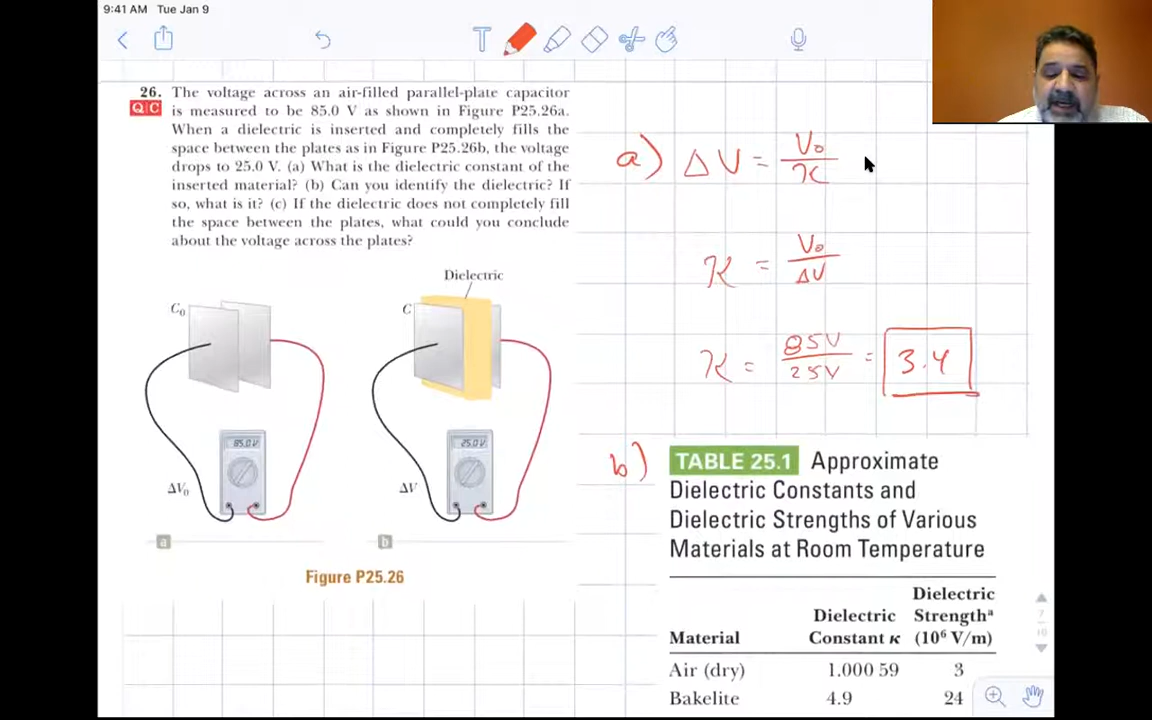 9:41 AM Tue Jan 9
T
26. The voltage across an air-filled parallel-plate capacitor
Q|C is measured to be 85.0 V as shown in Figure P25.26a.
When a dielectric is inserted and completely fills the
space between the plates as in Figure P25.26b, the voltage
drops to 25.0 V. (a) What is the dielectric constant of the
inserted material? (b) Can you identify the dielectric? If
so, what is it? (c) If the dielectric does not completely fill
the space between the plates, what could you conclude
about the voltage across the plates?
Dielectric
C₀
C
85.0 V
25.0 V
ΔV₀
ΔV
a
b
Figure P25.26
a) ΔV = V₀/κ
κ = V₀/ΔV
κ = 85V/25V = 3.4
b) TABLE 25.1 Approximate
Dielectric Constants and
Dielectric Strengths of Various
Materials at Room Temperature
Dielectric
Dielectric Strengthᵃ
Material Constant κ (10⁶ V/m)
Air (dry) 1.000 59 3
Bakelite 4.9 24
7
10